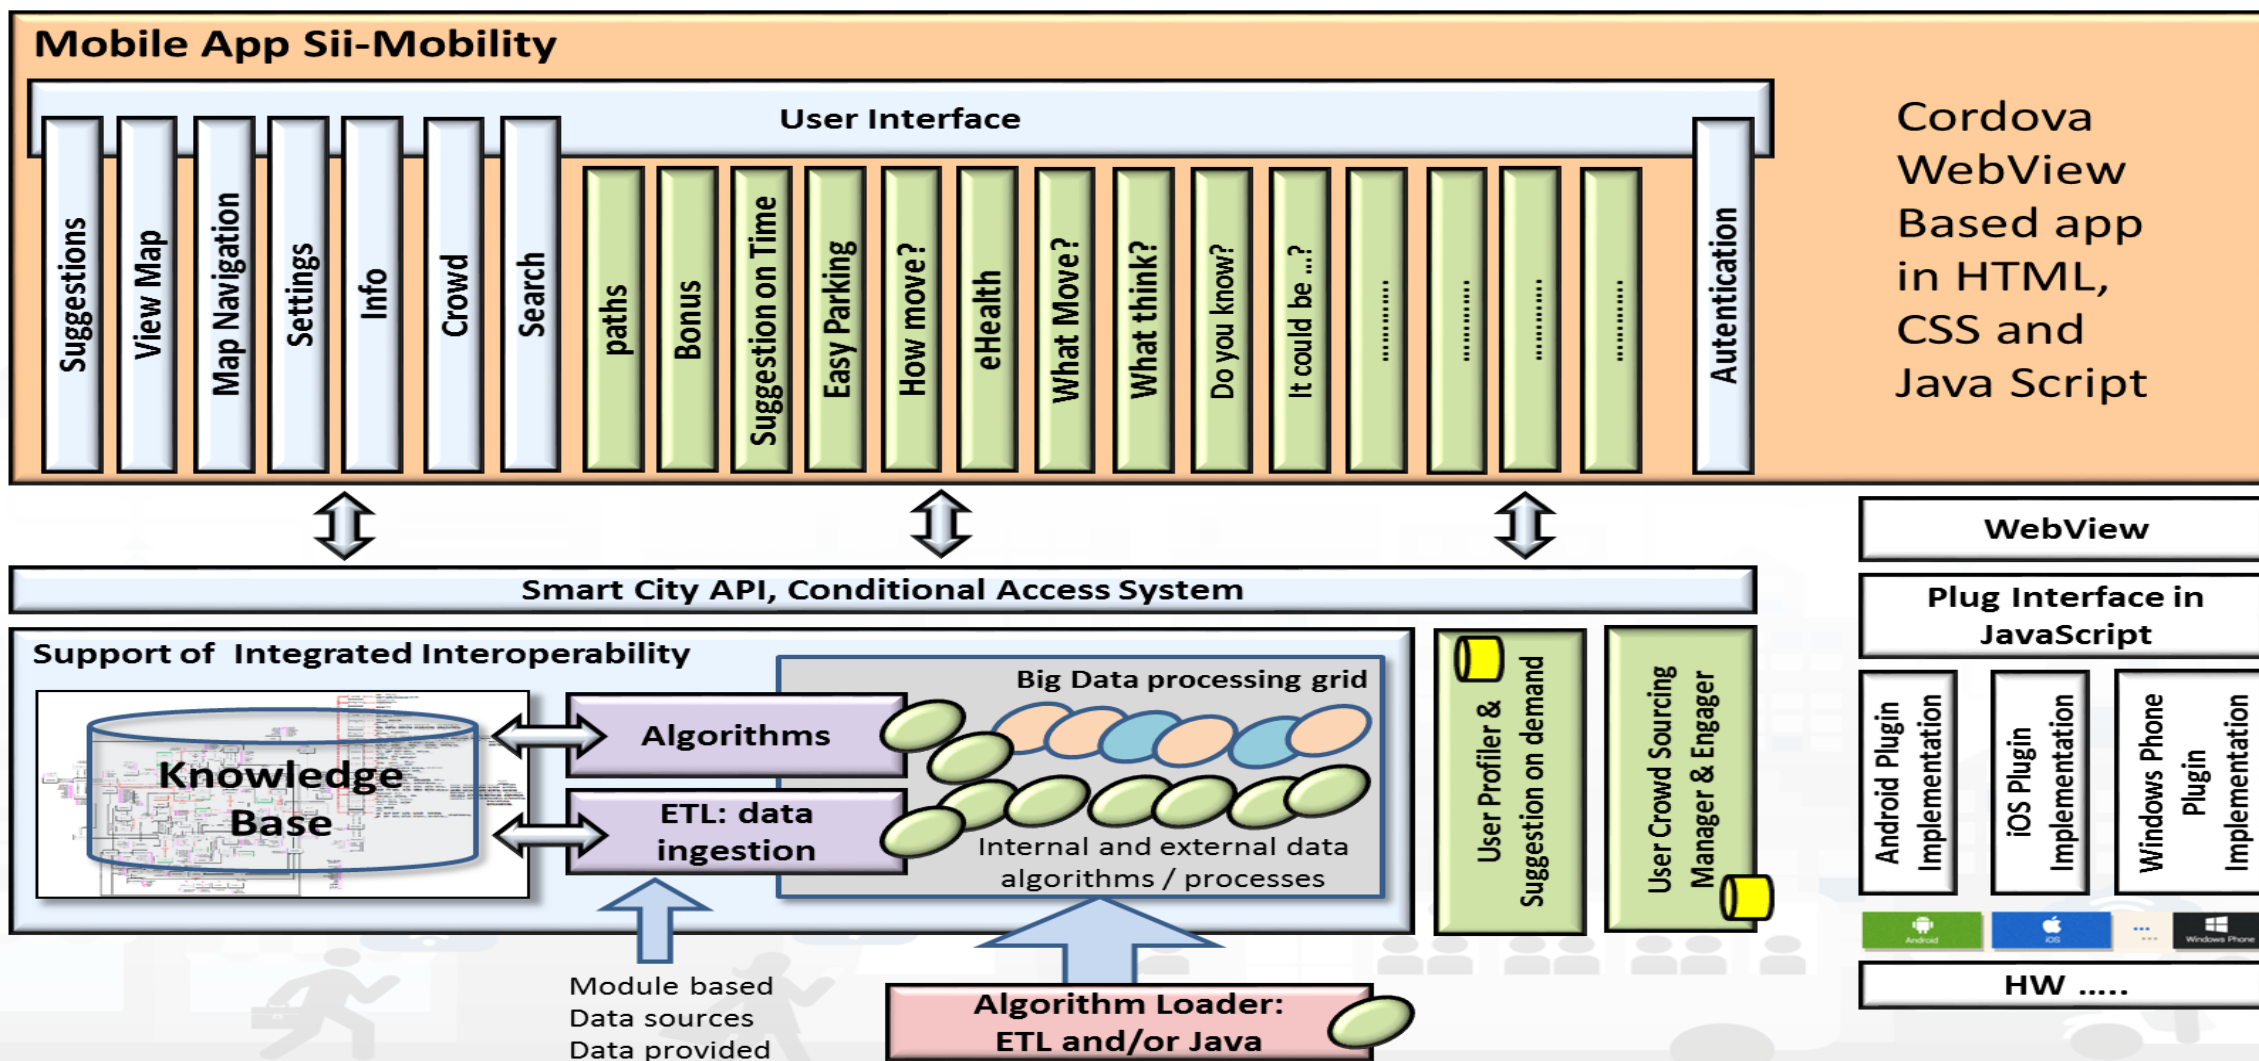 Mobile App Sii-Mobility
User Interface
Suggestions
View Map
Map Navigation
Settings
Info
Crowd
Search
paths
Bonus
Suggestion on Time
Easy Parking
How move?
eHealth
What Move?
What think?
Do you know?
It could be ...?
.............
.............
.............
.............
Autentication
Cordova
WebView
Based app
in HTML,
CSS and
Java Script
Smart City API, Conditional Access System
Support of Integrated Interoperability
Knowledge
Base
Algorithms
ETL: data
ingestion
Big Data processing grid
Internal and external data
algorithms / processes
User Profiler &
Suggestion on demand
User Crowd Sourcing
Manager & Engager
Module based
Data sources
Data provided
Algorithm Loader:
ETL and/or Java
WebView
Plug Interface in
JavaScript
Android Plugin
Implementation
iOS Plugin
Implementation
Windows Phone
Plugin
Implementation
Android
iOS
...
...
Windows Phone
HW .....